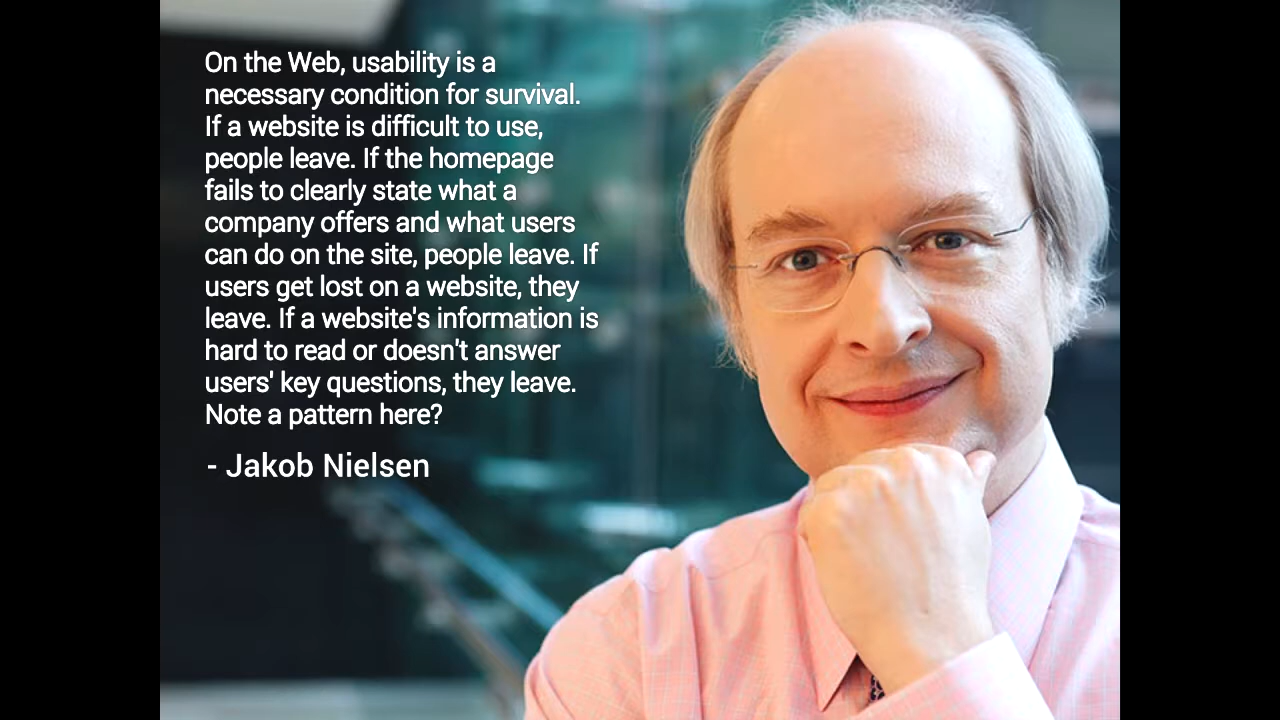 On the Web, usability is a
necessary condition for survival.
If a website is difficult to use,
people leave. If the homepage
fails to clearly state what a
company offers and what users
can do on the site, people leave. If
users get lost on a website, they
leave. If a website's information is
hard to read or doesn't answer
users' key questions, they leave.
Note a pattern here?
- Jakob Nielsen